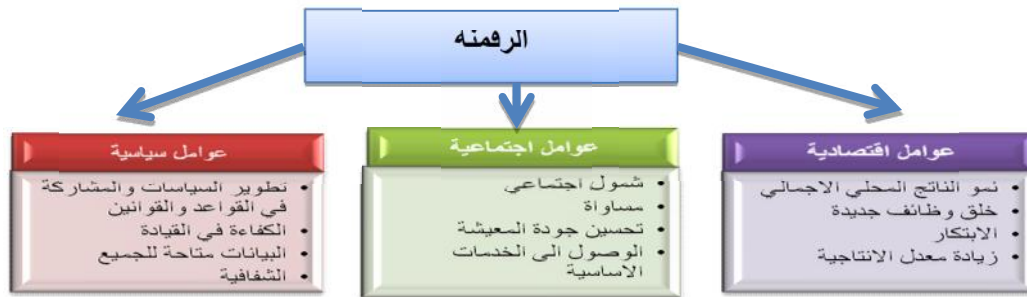 الرقمنه
عوامل اقتصادية
• نمو الناتج المحلي الاجمالي
• خلق وظائف جديدة
• الابتكار
• زيادة معدل الانتاجية
عوامل اجتماعية
• شمول اجتماعي
• مساواة
• تحسين جودة المعيشة
• الوصول الى الخدمات
الاساسية
عوامل سياسية
• تطوير السياسات والمشاركة
في القواعد والقوانين
• الكفاءة في القيادة
• البيانات متاحة للجميع
• الشفافية